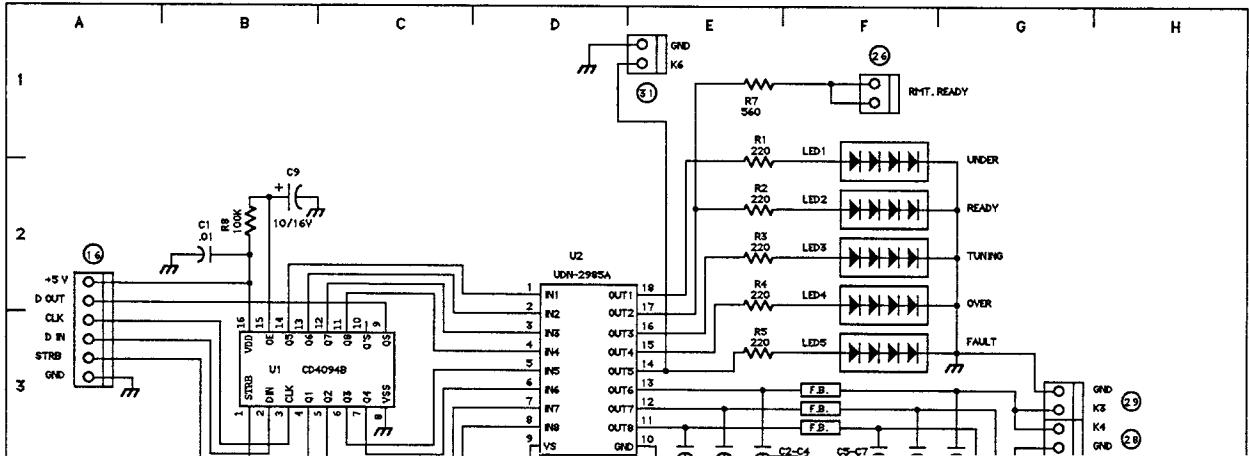 A B C D E F G H
1
GND
K6
31
26
RMT.READY
R7
560
R1
220
LED1
UNDER
R2
220
LED2
READY
2
C9
+
10/16V
R8
100K
C1
.01
R3
220
LED3
TUNING
U2
UDN-2985A
R4
220
LED4
OVER
R5
220
LED5
FAULT
16
+5 V
D OUT
CLK
D IN
STRB
GND
3
16 15 14 13 12 11 10 9
VDD OE Q5 Q6 Q7 Q8 Q'S QS
U1 CD4094B
STRB DIN CLK Q1 Q2 Q3 Q4 VSS
1 2 3 4 5 6 7 8
1 IN1 OUT1 18
2 IN2 OUT2 17
3 IN3 OUT3 16
4 IN4 OUT4 15
5 IN5 OUT5 14
6 IN6 OUT6 13
7 IN7 OUT7 12
8 IN8 OUT8 11
9 VS GND 10
F.B.
F.B.
F.B.
C2-C4 C5-C7
GND
K3
29
K4
GND
28